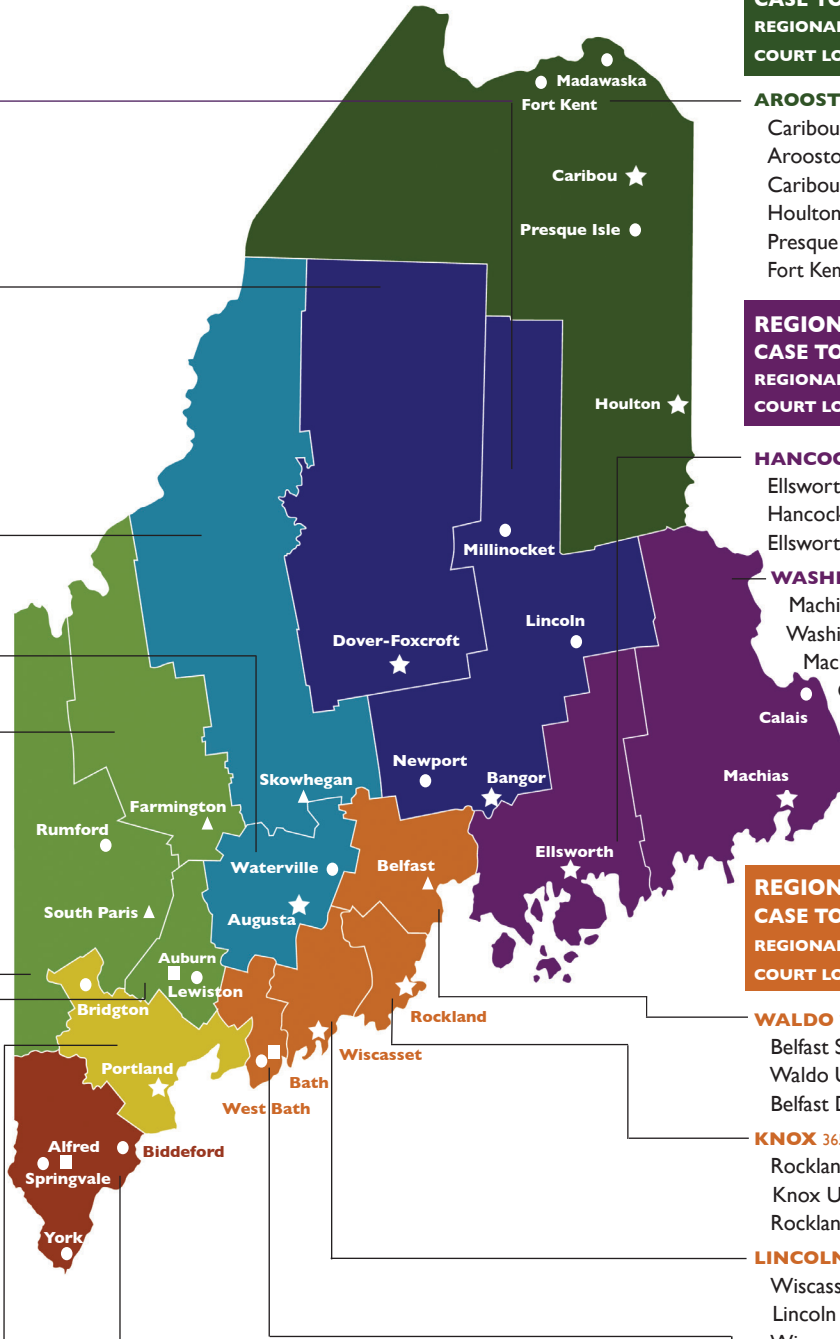 CASE TO
REGIONAL
COURT LO
AROOST
Caribou
Aroosto
Caribou
Houlton
Presque
Fort Ken
REGION
CASE TO
REGIONAL
COURT LO
HANCOC
Ellswort
Hancock
Ellswort
WASHI
Machi
Washi
Mac
REGION
CASE TO
REGIONAL
COURT LO
WALDO
Belfast S
Waldo U
Belfast D
KNOX 36
Rocklan
Knox U
Rocklan
LINCOLN
Wiscass
Lincoln
Madawaska
Fort Kent
Caribou
Presque Isle
Houlton
Millinocket
Lincoln
Dover-Foxcroft
Calais
Newport
Bangor
Machias
Skowhegan
Farmington
Rumford
Ellsworth
Waterville
Belfast
South Paris
Augusta
Auburn
Lewiston
Bridgton
Rockland
Wiscasset
Portland
Bath
West Bath
Alfred
Biddeford
Springvale
York